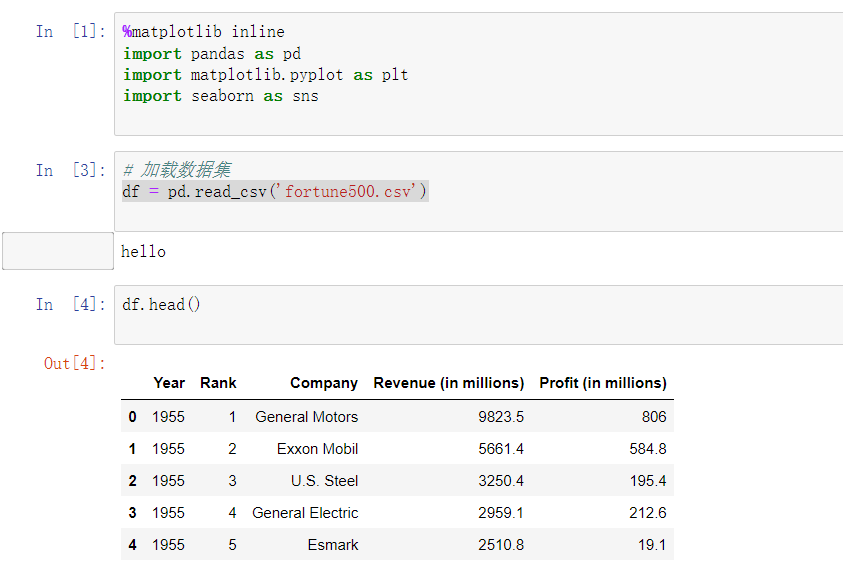 In [1]: %matplotlib inline
import pandas as pd
import matplotlib.pyplot as plt
import seaborn as sns
In [3]: # 加载数据集
df = pd.read_csv('fortune500.csv')
hello
In [4]: df.head()
Out[4]:
Year Rank Company Revenue (in millions) Profit (in millions)
0 1955 1 General Motors 9823.5 806
1 1955 2 Exxon Mobil 5661.4 584.8
2 1955 3 U.S. Steel 3250.4 195.4
3 1955 4 General Electric 2959.1 212.6
4 1955 5 Esmark 2510.8 19.1